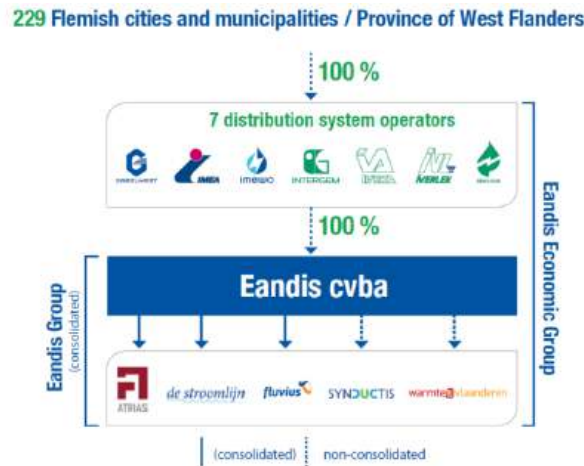 229 Flemish cities and municipalities / Province of West Flanders
100 %
7 distribution system operators
IMEA
imewo
INTERGEM
IVEKA
IVERLEK
100 %
Eandis cvba
Eandis Group
(consolidated)
Eandis Economic Group
ATRIAS
de stroomlijn
fluvius
SYNDUCTIS
warmte@vlaanderen
(consolidated)
non-consolidated